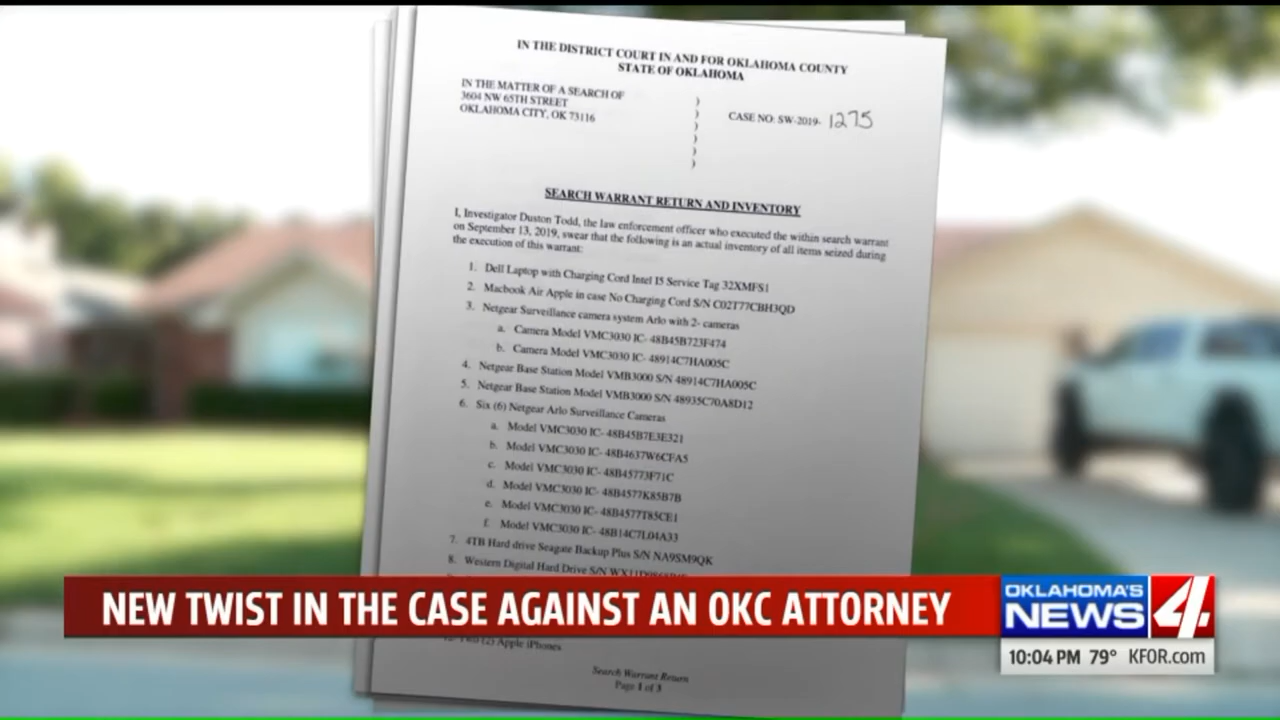 IN THE DISTRICT COURT IN AND FOR OKLAHOMA COUNTY
STATE OF OKLAHOMA
IN THE MATTER OF A SEARCH OF
3604 NW 65TH STREET
OKLAHOMA CITY, OK 73116
)
)
)
)
)
)
CASE NO: SW-2019- 1275
SEARCH WARRANT RETURN AND INVENTORY
I, Investigator Duston Todd, the law enforcement officer who executed the within search warrant
on September 13, 2019, swear that the following is an actual inventory of all items seized during
the execution of this warrant:
1. Dell Laptop with Charging Cord Intel I5 Service Tag 32XMFS1
2. Macbook Air Apple in case No Charging Cord S/N C02T77CBH3QD
3. Netgear Surveillance camera system Arlo with 2- cameras
a. Camera Model VMC3030 IC- 48B45B723F474
b. Camera Model VMC3030 IC- 48914C7HA005C
4. Netgear Base Station Model VMB3000 S/N 48914C7HA005C
5. Netgear Base Station Model VMB3000 S/N 48935C70A8D12
6. Six (6) Netgear Arlo Surveillance Cameras
a. Model VMC3030 IC- 48B45B7E3E321
b. Model VMC3030 IC- 48B4637W6CFA5
c. Model VMC3030 IC- 48B45773F71C
d. Model VMC3030 IC- 48B4577K85B7B
e. Model VMC3030 IC- 48B4577T85CE1
f. Model VMC3030 IC- 48B14C7L04A33
7. 4TB Hard drive Seagate Backup Plus S/N NA9SM9QK
8. Western Digital Hard Drive S/N
NEW TWIST IN THE CASE AGAINST AN OKC ATTORNEY
OKLAHOMA'S
NEWS 4
10:04 PM 79° KFOR.com
Two (2) Apple iPhones
Search Warrant Return
Page 1 of 3